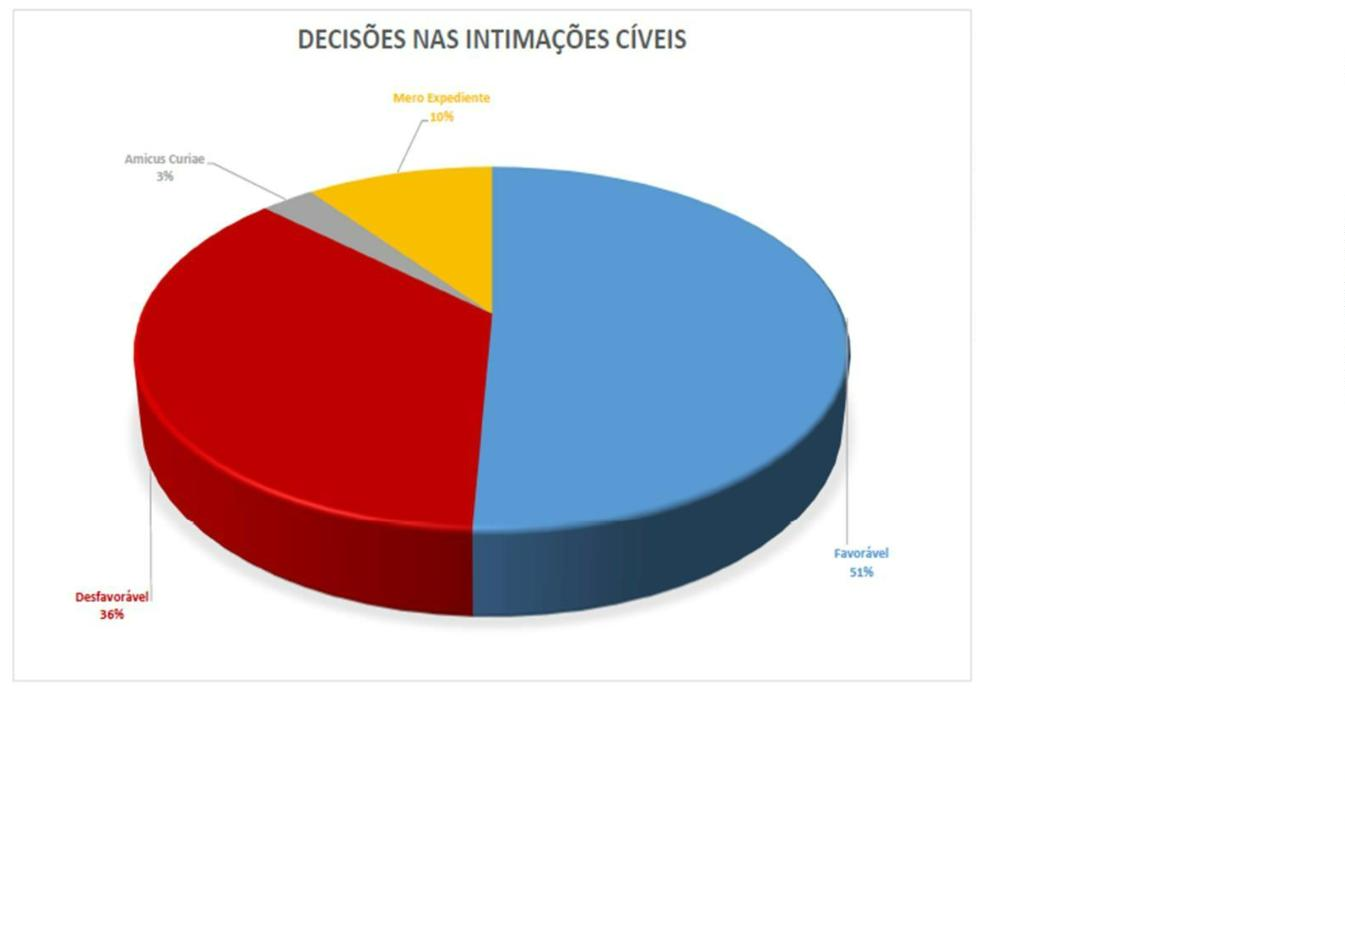 DECISÕES NAS INTIMAÇÕES CÍVEIS
Mero Expediente
10%
Amicus Curiae
3%
Favorável
51%
Desfavorável
36%